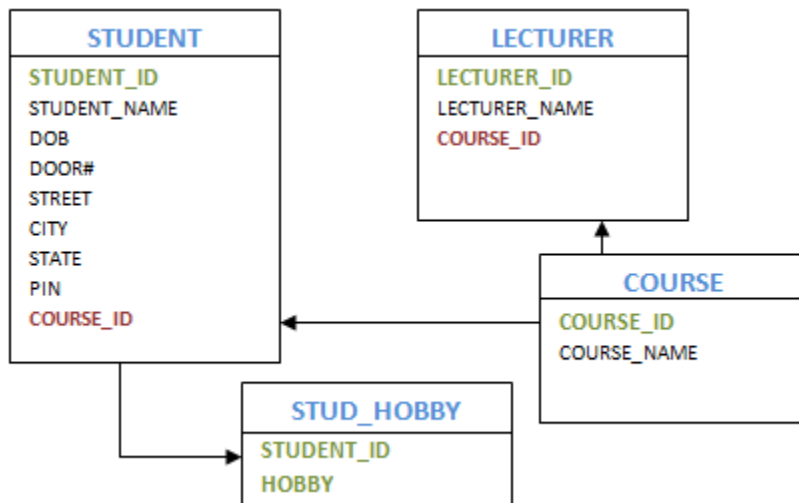 STUDENT
STUDENT_ID
STUDENT_NAME
DOB
DOOR#
STREET
CITY
STATE
PIN
COURSE_ID
LECTURER
LECTURER_ID
LECTURER_NAME
COURSE_ID
COURSE
COURSE_ID
COURSE_NAME
STUD_HOBBY
STUDENT_ID
HOBBY